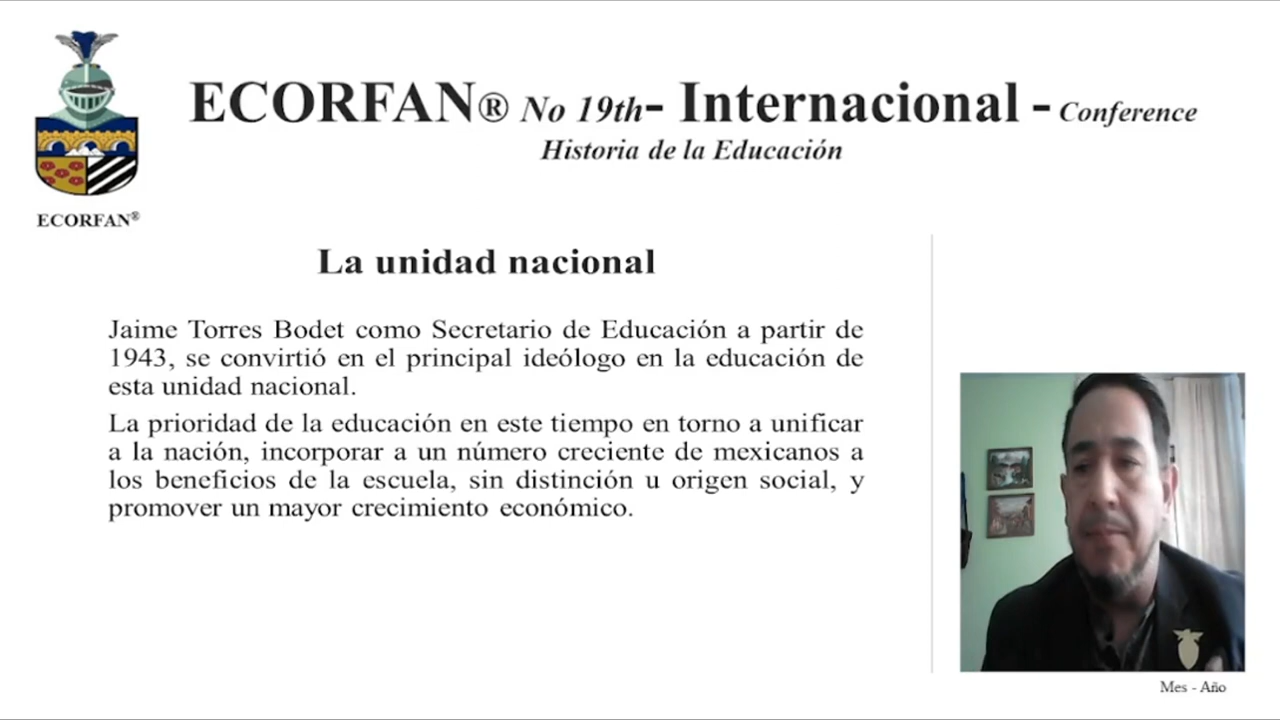 ECORFAN® No 19th- Internacional - Conference
Historia de la Educación
ECORFAN®
La unidad nacional
Jaime Torres Bodet como Secretario de Educación a partir de
1943, se convirtió en el principal ideólogo en la educación de
esta unidad nacional.
La prioridad de la educación en este tiempo en torno a unificar
a la nación, incorporar a un número creciente de mexicanos a
los beneficios de la escuela, sin distinción u origen social, y
promover un mayor crecimiento económico.
Mes - Año